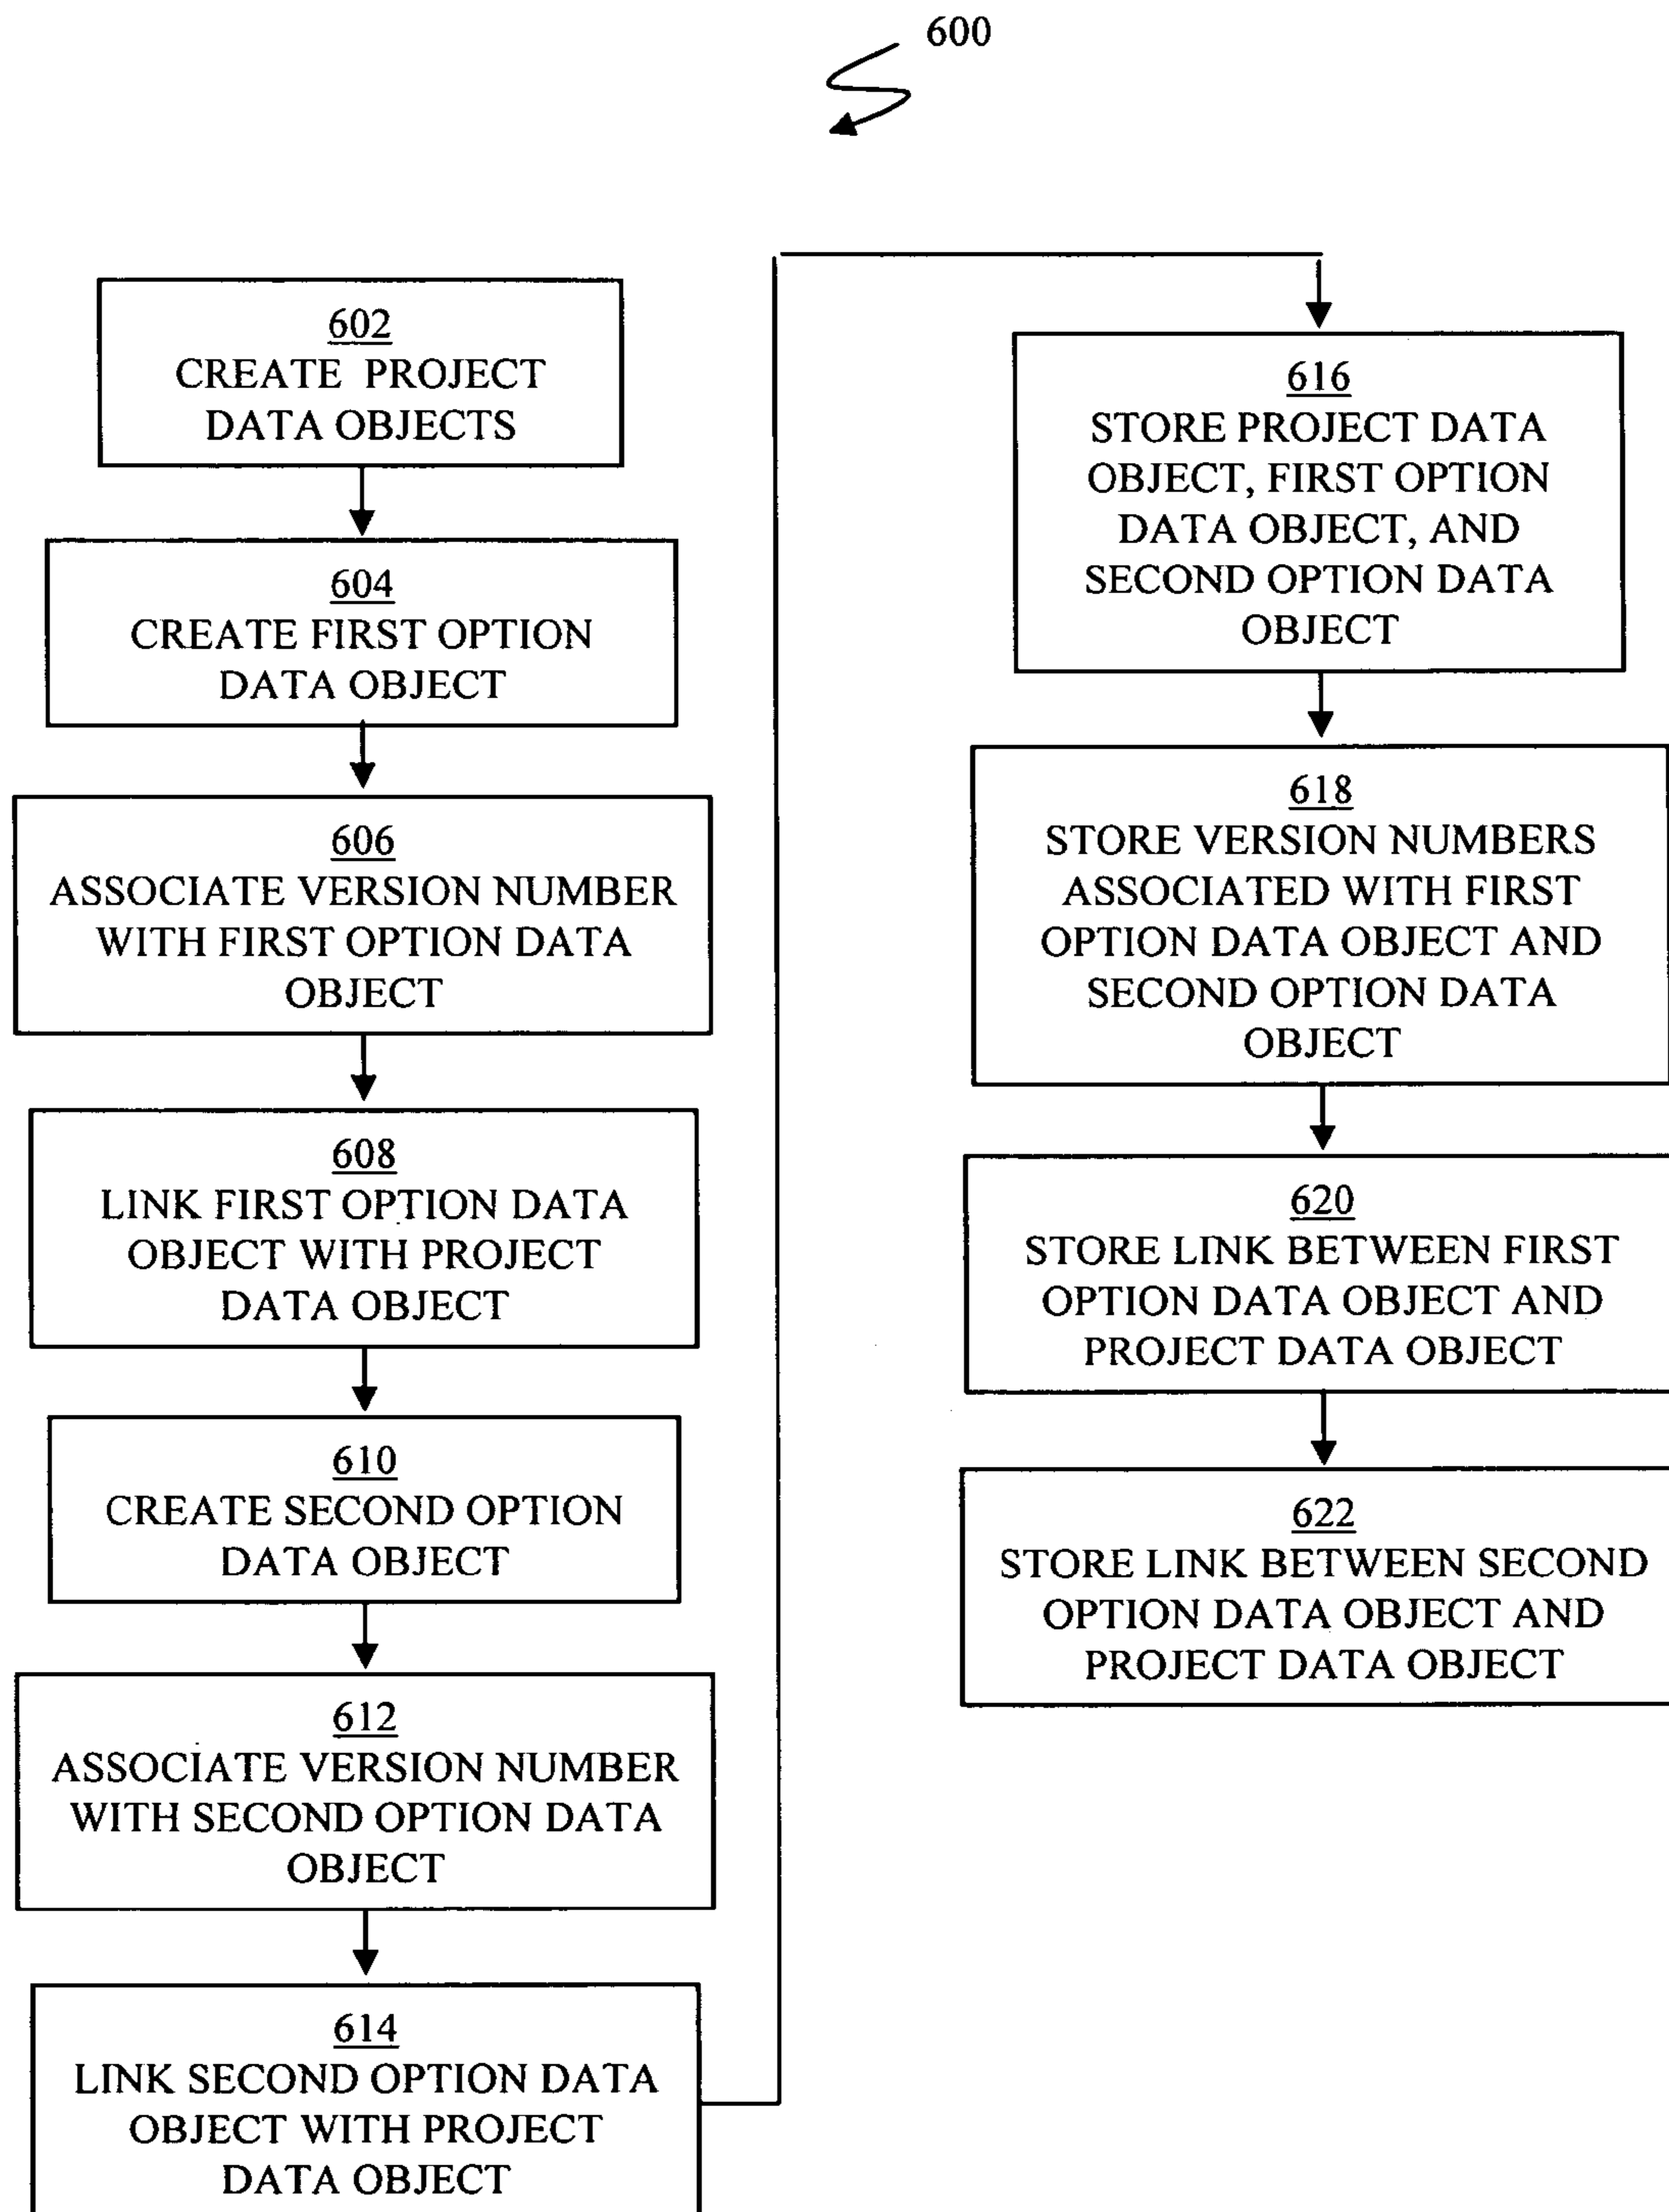 600
602
CREATE PROJECT
DATA OBJECTS
604
CREATE FIRST OPTION
DATA OBJECT
606
ASSOCIATE VERSION NUMBER
WITH FIRST OPTION DATA
OBJECT
608
LINK FIRST OPTION DATA
OBJECT WITH PROJECT
DATA OBJECT
610
CREATE SECOND OPTION
DATA OBJECT
612
ASSOCIATE VERSION NUMBER
WITH SECOND OPTION DATA
OBJECT
614
LINK SECOND OPTION DATA
OBJECT WITH PROJECT
DATA OBJECT
616
STORE PROJECT DATA
OBJECT, FIRST OPTION
DATA OBJECT, AND
SECOND OPTION DATA
OBJECT
618
STORE VERSION NUMBERS
ASSOCIATED WITH FIRST
OPTION DATA OBJECT AND
SECOND OPTION DATA
OBJECT
620
STORE LINK BETWEEN FIRST
OPTION DATA OBJECT AND
PROJECT DATA OBJECT
622
STORE LINK BETWEEN SECOND
OPTION DATA OBJECT AND
PROJECT DATA OBJECT